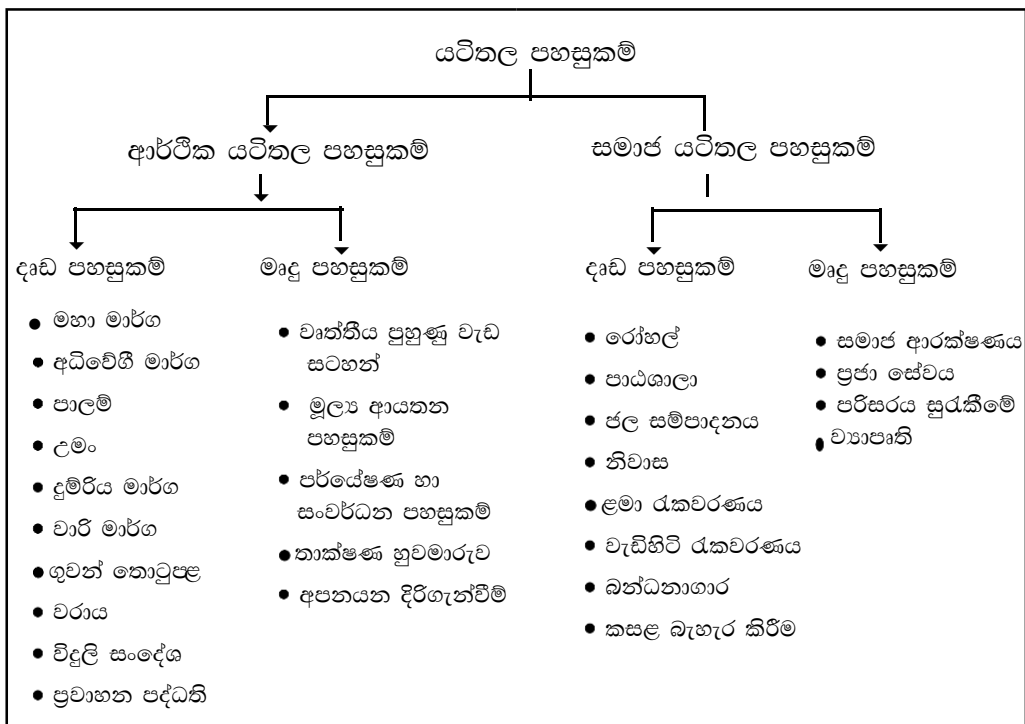 යටිතල පහසුකම්
ආර්ථික යටිතල පහසුකම්
සමාජ යටිතල පහසුකම්
දෘඩ පහසුකම්
• මහා මාර්ග
• අධිවේගී මාර්ග
• පාලම්
• උමං
• දුම්රිය මාර්ග
• වාරි මාර්ග
• ගුවන් තොටුපළ
• වරාය
• විදුලි සංදේශ
• ප්‍රවාහන පද්ධති
මෘදු පහසුකම්
• වෘත්තීය පුහුණු වැඩ
සටහන්
• මූල්‍ය ආයතන
පහසුකම්
• පර්යේෂණ හා
සංවර්ධන පහසුකම්
• තාක්ෂණ හුවමාරුව
• අපනයන දිරිගැන්වීම්
දෘඩ පහසුකම්
• රෝහල්
• පාඨශාලා
• ජල සම්පාදනය
• නිවාස
• ළමා රැකවරණය
• වැඩිහිටි රැකවරණය
• බන්ධනාගාර
• කසළ බැහැර කිරීම
මෘදු පහසුකම්
• සමාජ ආරක්ෂණය
• ප්‍රජා සේවය
• පරිසරය සුරැකීමේ
• ව්‍යාපෘති